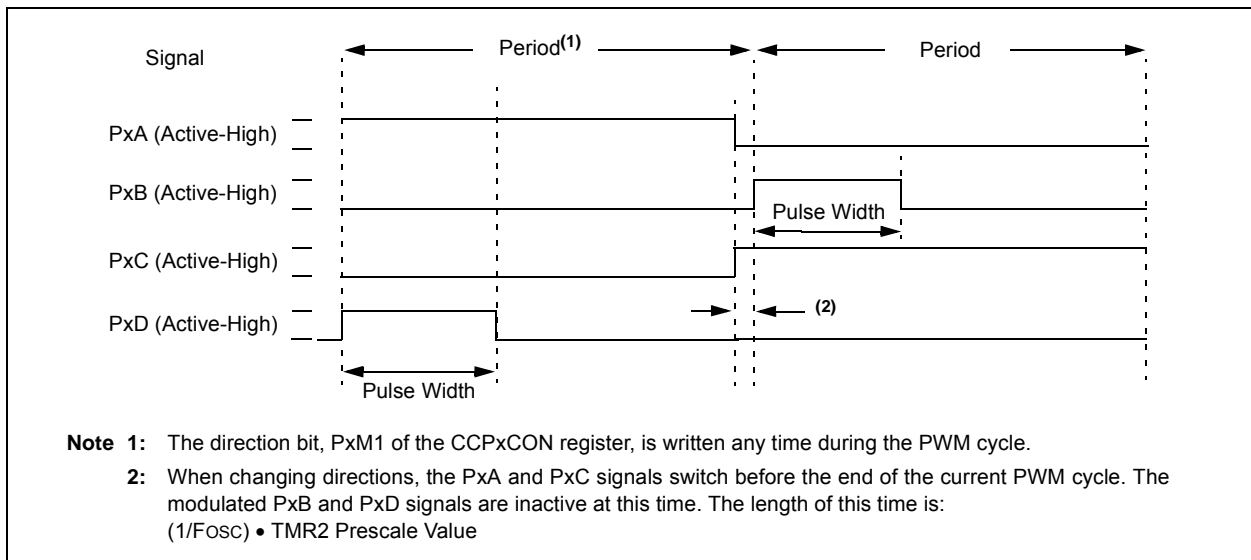 Signal
Period(1)
Period
PxA (Active-High)
PxB (Active-High)
Pulse Width
PxC (Active-High)
PxD (Active-High)
(2)
Pulse Width
Note 1: The direction bit, PxM1 of the CCPxCON register, is written any time during the PWM cycle.
2: When changing directions, the PxA and PxC signals switch before the end of the current PWM cycle. The
modulated PxB and PxD signals are inactive at this time. The length of this time is:
(1/FOSC) • TMR2 Prescale Value